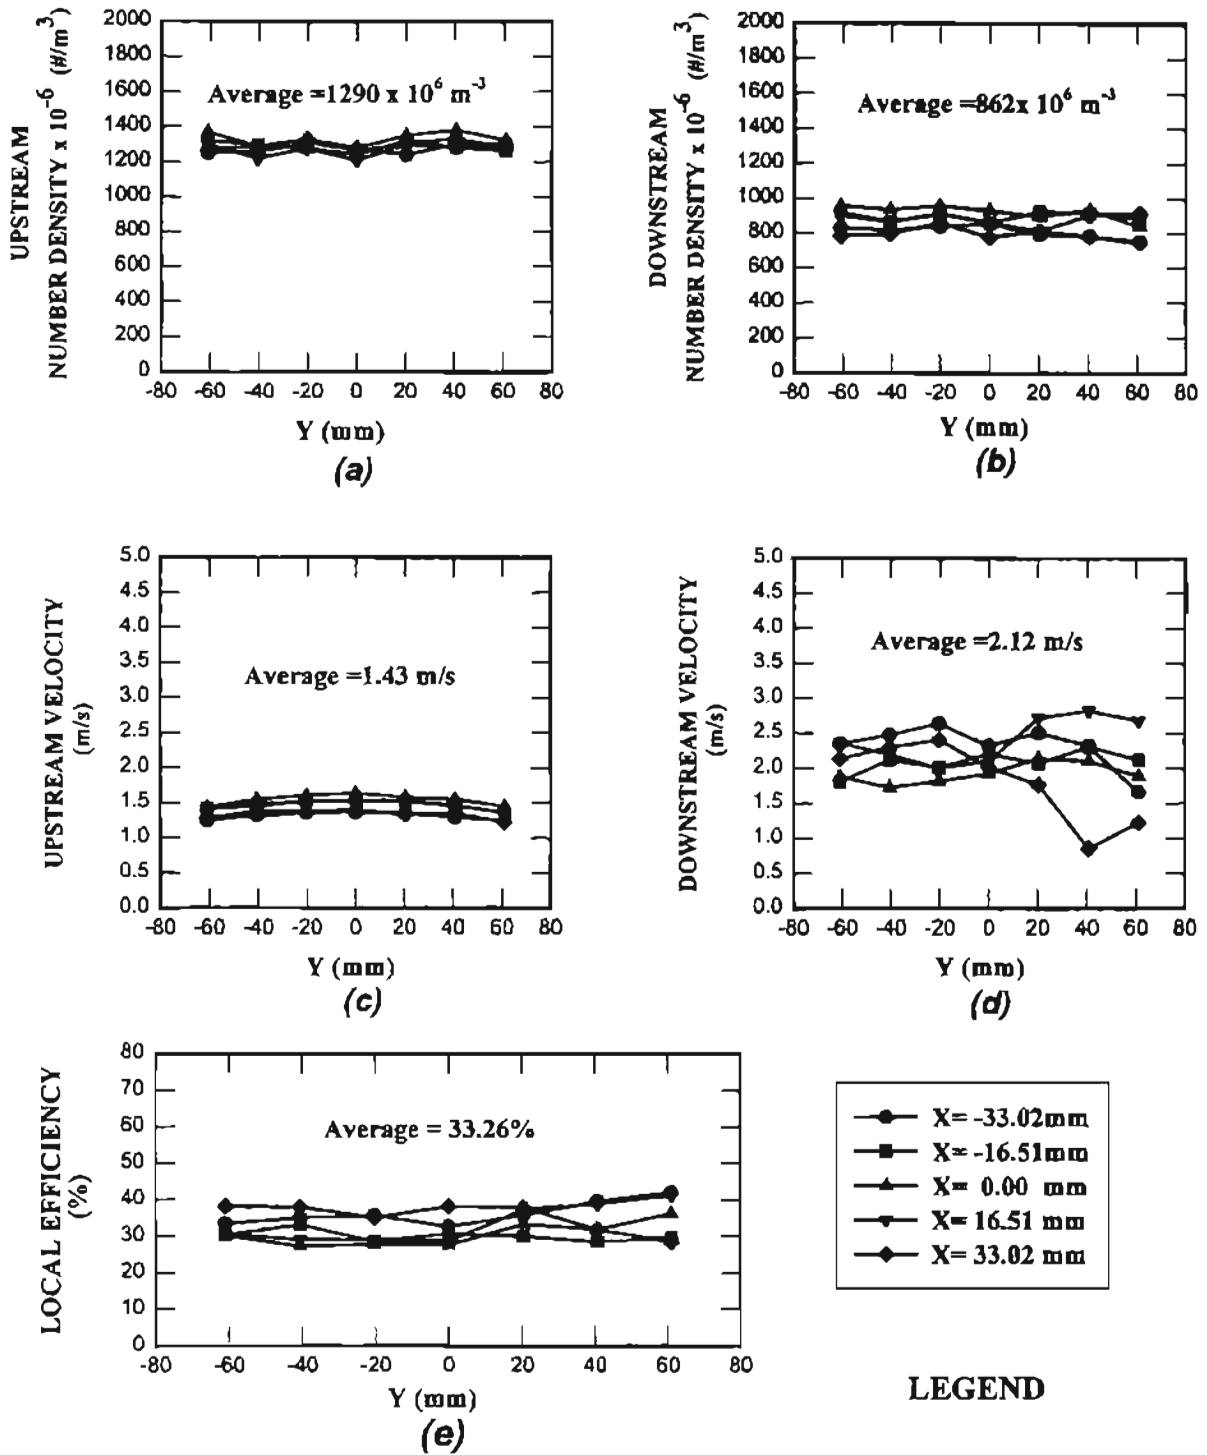 UPSTREAM
NUMBER DENSITY x 10⁻⁶ (#/m³)
2000
1800
1600
1400
1200
1000
800
600
400
200
0
Average =1290 x 10⁶ m⁻³
-80 -60 -40 -20 0 20 40 60 80
Y (mm)
(a)
DOWNSTREAM
NUMBER DENSITY x 10⁻⁶ (#/m³)
2000
1800
1600
1400
1200
1000
800
600
400
200
0
Average =862x 10⁶ m⁻³
-80 -60 -40 -20 0 20 40 60 80
Y (mm)
(b)
UPSTREAM VELOCITY
(m/s)
5.0
4.5
4.0
3.5
3.0
2.5
2.0
1.5
1.0
0.5
0.0
Average =1.43 m/s
-80 -60 -40 -20 0 20 40 60 80
Y (mm)
(c)
DOWNSTREAM VELOCITY
(m/s)
5.0
4.5
4.0
3.5
3.0
2.5
2.0
1.5
1.0
0.5
0.0
Average =2.12 m/s
-80 -60 -40 -20 0 20 40 60 80
Y (mm)
(d)
LOCAL EFFICIENCY
(%)
80
70
60
50
40
30
20
10
0
Average = 33.26%
-80 -60 -40 -20 0 20 40 60 80
Y (mm)
(e)
X= -33.02mm
X= -16.51mm
X= 0.00 mm
X= 16.51 mm
X= 33.02 mm
LEGEND